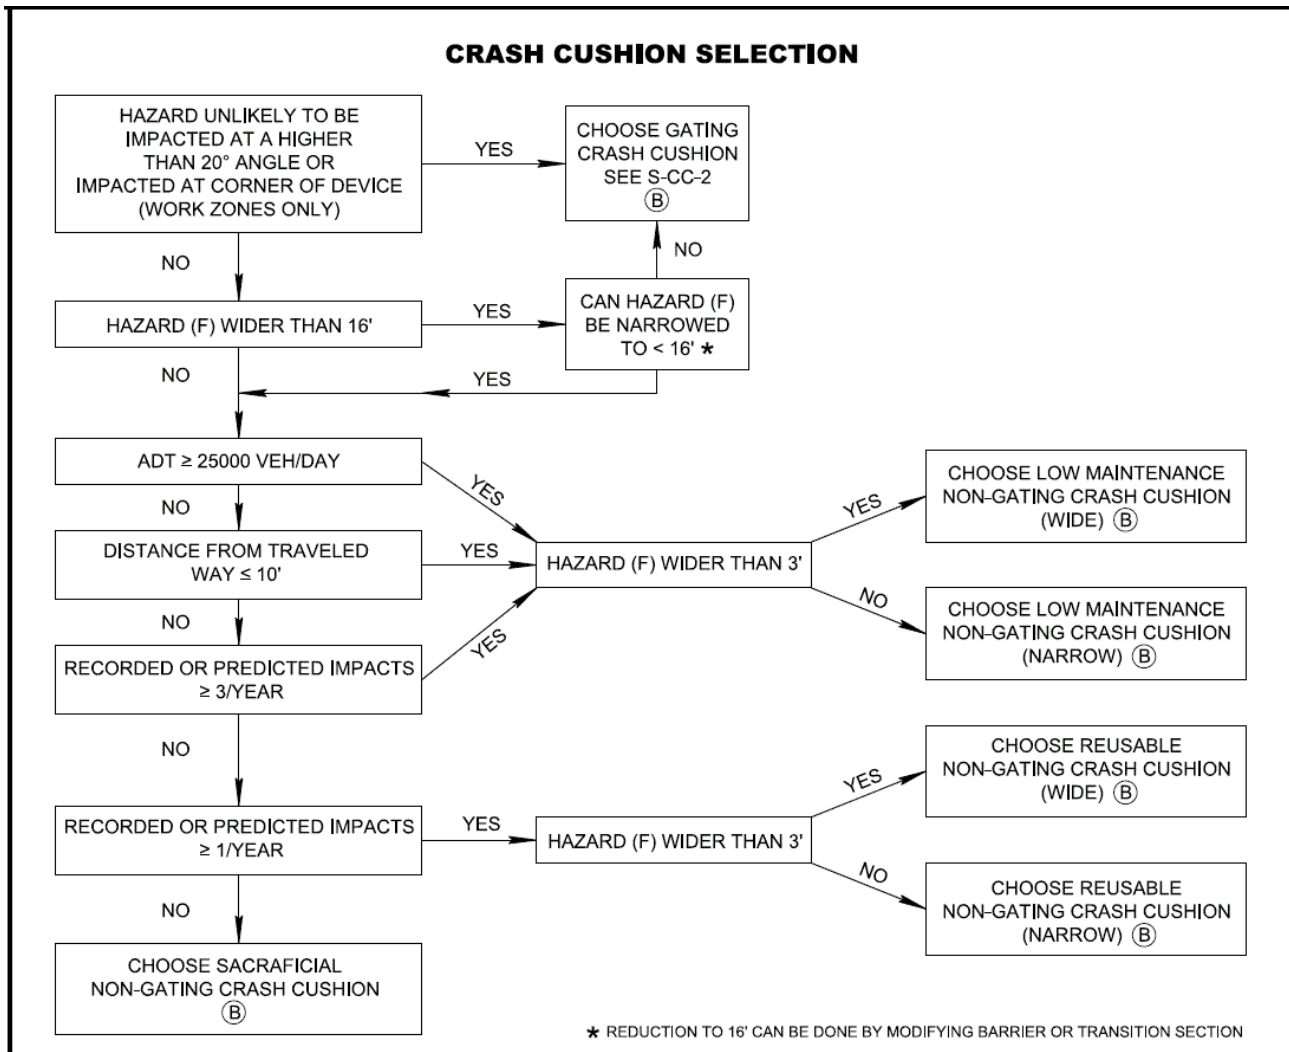 CRASH CUSHION SELECTION
HAZARD UNLIKELY TO BE
IMPACTED AT A HIGHER
THAN 20° ANGLE OR
IMPACTED AT CORNER OF DEVICE
(WORK ZONES ONLY)
YES
CHOOSE GATING
CRASH CUSHION
SEE S-CC-2
Ⓑ
NO
NO
HAZARD (F) WIDER THAN 16'
YES
CAN HAZARD (F)
BE NARROWED
TO < 16' *
NO
YES
ADT ≥ 25000 VEH/DAY
YES
NO
DISTANCE FROM TRAVELED
WAY ≤ 10'
YES
NO
RECORDED OR PREDICTED IMPACTS
≥ 3/YEAR
YES
HAZARD (F) WIDER THAN 3'
YES
CHOOSE LOW MAINTENANCE
NON-GATING CRASH CUSHION
(WIDE) Ⓑ
NO
CHOOSE LOW MAINTENANCE
NON-GATING CRASH CUSHION
(NARROW) Ⓑ
NO
RECORDED OR PREDICTED IMPACTS
≥ 1/YEAR
YES
HAZARD (F) WIDER THAN 3'
YES
CHOOSE REUSABLE
NON-GATING CRASH CUSHION
(WIDE) Ⓑ
NO
CHOOSE REUSABLE
NON-GATING CRASH CUSHION
(NARROW) Ⓑ
NO
CHOOSE SACRAFICIAL
NON-GATING CRASH CUSHION
Ⓑ
* REDUCTION TO 16' CAN BE DONE BY MODIFYING BARRIER OR TRANSITION SECTION